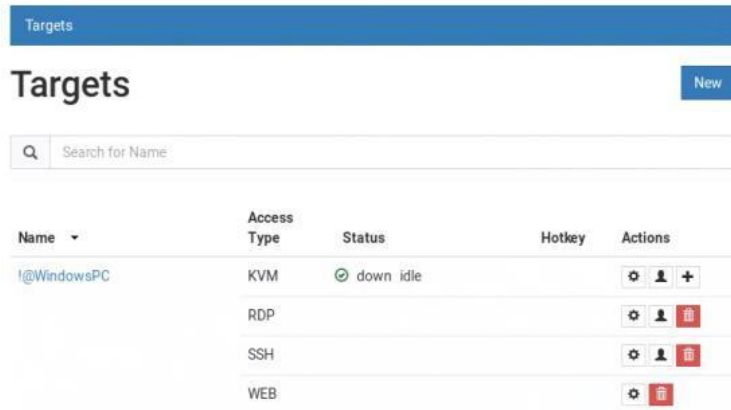 Targets
Targets
New
Search for Name
Name
Access Type
Status
Hotkey
Actions
!@WindowsPC
KVM
down idle
RDP
SSH
WEB